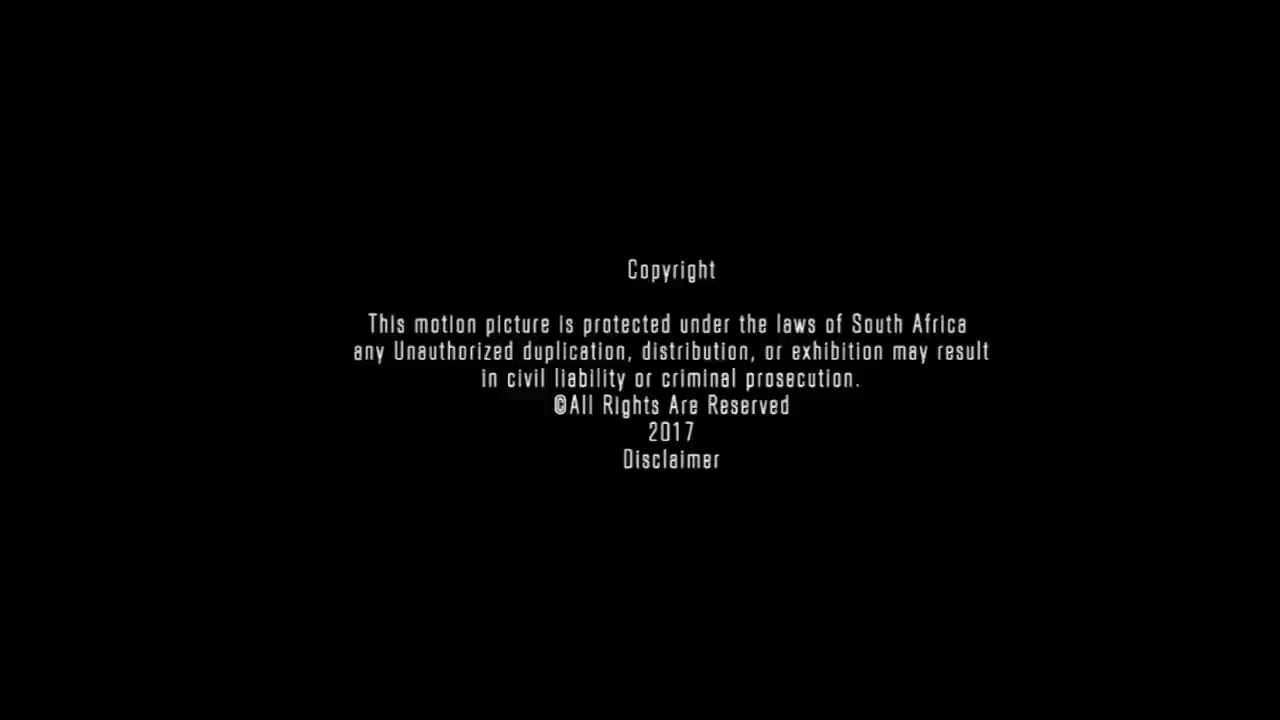 Copyright
This motion picture is protected under the laws of South Africa
any Unauthorized duplication, distribution, or exhibition may result
in civil liability or criminal prosecution.
©All Rights Are Reserved
2017
Disclaimer